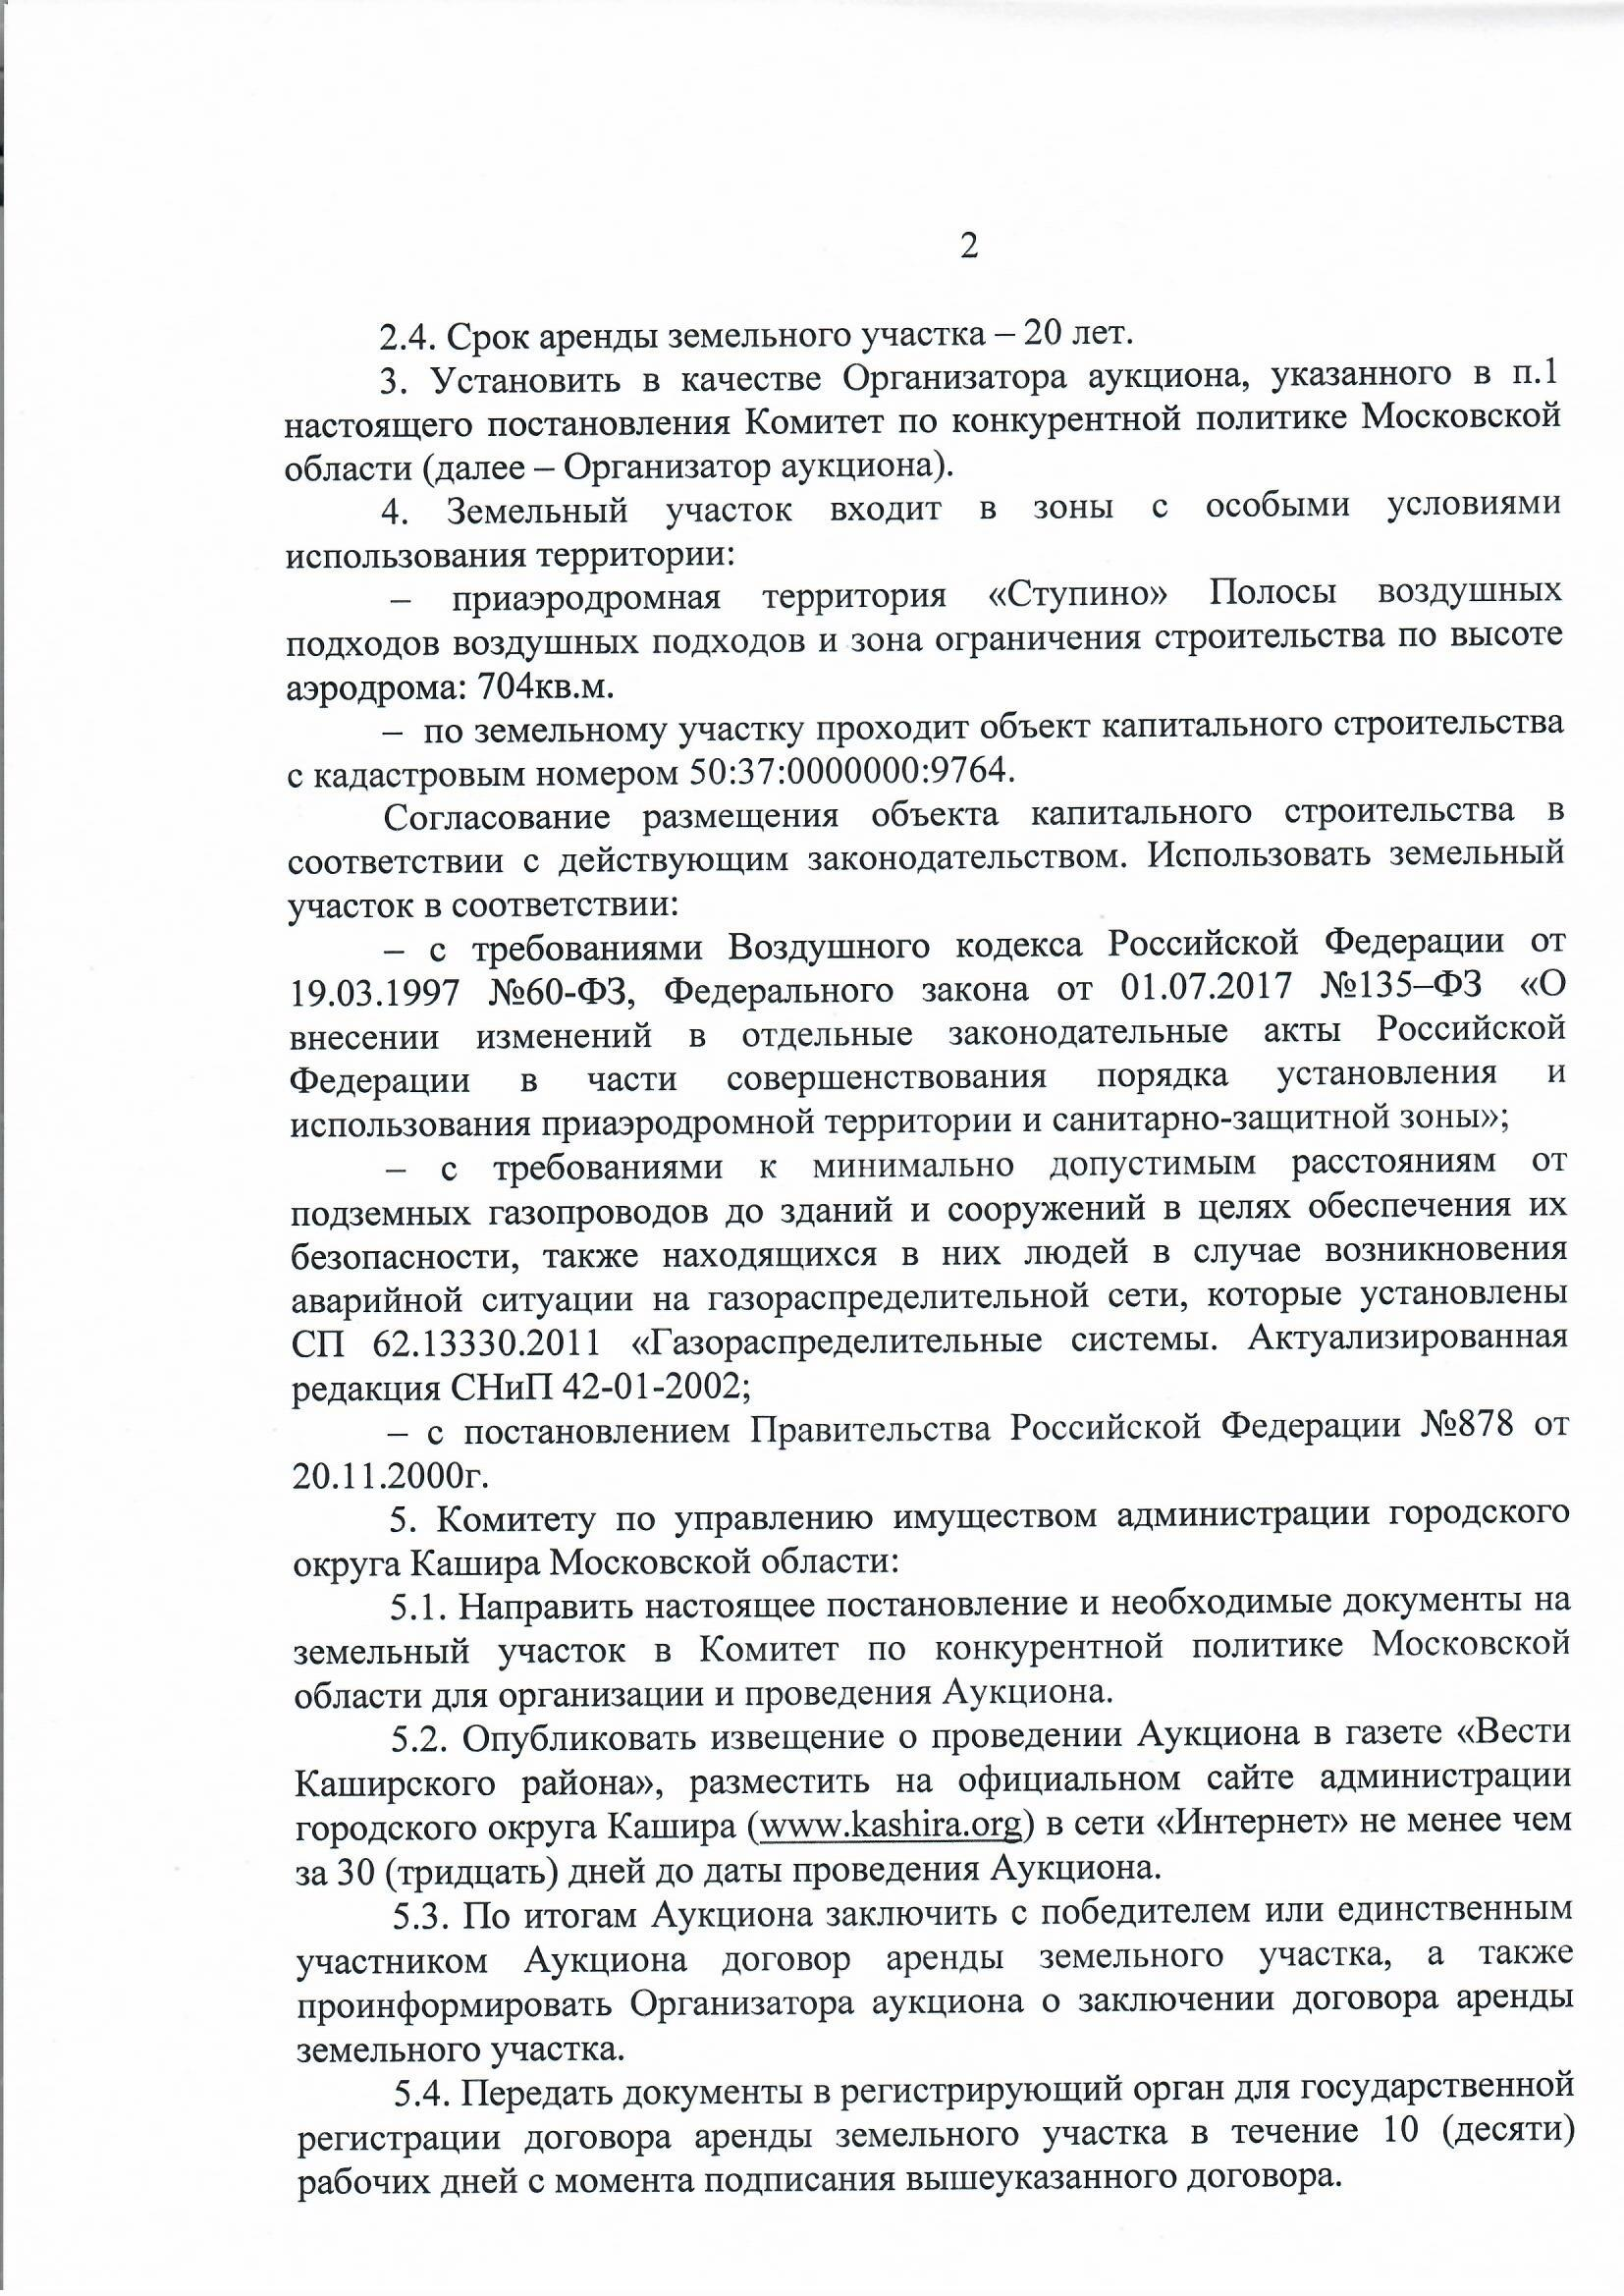 2
2.4. Срок аренды земельного участка – 20 лет.
3. Установить в качестве Организатора аукциона, указанного в п.1
настоящего постановления Комитет по конкурентной политике Московской
области (далее – Организатор аукциона).
4. Земельный участок входит в зоны с особыми условиями
использования территории:
– приаэродромная территория «Ступино» Полосы воздушных
подходов воздушных подходов и зона ограничения строительства по высоте
аэродрома: 704кв.м.
– по земельному участку проходит объект капитального строительства
с кадастровым номером 50:37:0000000:9764.
Согласование размещения объекта капитального строительства в
соответствии с действующим законодательством. Использовать земельный
участок в соответствии:
– с требованиями Воздушного кодекса Российской Федерации от
19.03.1997 №60-ФЗ, Федерального закона от 01.07.2017 №135–ФЗ «О
внесении изменений в отдельные законодательные акты Российской
Федерации в части совершенствования порядка установления и
использования приаэродромной территории и санитарно-защитной зоны»;
– с требованиями к минимально допустимым расстояниям от
подземных газопроводов до зданий и сооружений в целях обеспечения их
безопасности, также находящихся в них людей в случае возникновения
аварийной ситуации на газораспределительной сети, которые установлены
СП 62.13330.2011 «Газораспределительные системы. Актуализированная
редакция СНиП 42-01-2002;
– с постановлением Правительства Российской Федерации №878 от
20.11.2000г.
5. Комитету по управлению имуществом администрации городского
округа Кашира Московской области:
5.1. Направить настоящее постановление и необходимые документы на
земельный участок в Комитет по конкурентной политике Московской
области для организации и проведения Аукциона.
5.2. Опубликовать извещение о проведении Аукциона в газете «Вести
Каширского района», разместить на официальном сайте администрации
городского округа Кашира (www.kashira.org) в сети «Интернет» не менее чем
за 30 (тридцать) дней до даты проведения Аукциона.
5.3. По итогам Аукциона заключить с победителем или единственным
участником Аукциона договор аренды земельного участка, а также
проинформировать Организатора аукциона о заключении договора аренды
земельного участка.
5.4. Передать документы в регистрирующий орган для государственной
регистрации договора аренды земельного участка в течение 10 (десяти)
рабочих дней с момента подписания вышеуказанного договора.